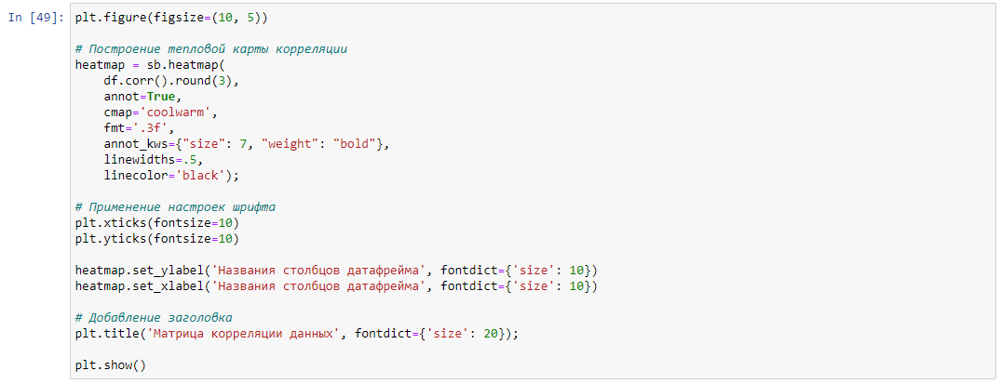 In [49]: plt.figure(figsize=(10, 5))
# Построение тепловой карты корреляции
heatmap = sb.heatmap(
    df.corr().round(3),
    annot=True,
    cmap='coolwarm',
    fmt='.3f',
    annot_kws={"size": 7, "weight": "bold"},
    linewidths=.5,
    linecolor='black');
# Применение настроек шрифта
plt.xticks(fontsize=10)
plt.yticks(fontsize=10)
heatmap.set_ylabel('Названия столбцов датафрейма', fontdict={'size': 10})
heatmap.set_xlabel('Названия столбцов датафрейма', fontdict={'size': 10})
# Добавление заголовка
plt.title('Матрица корреляции данных', fontdict={'size': 20});
plt.show()